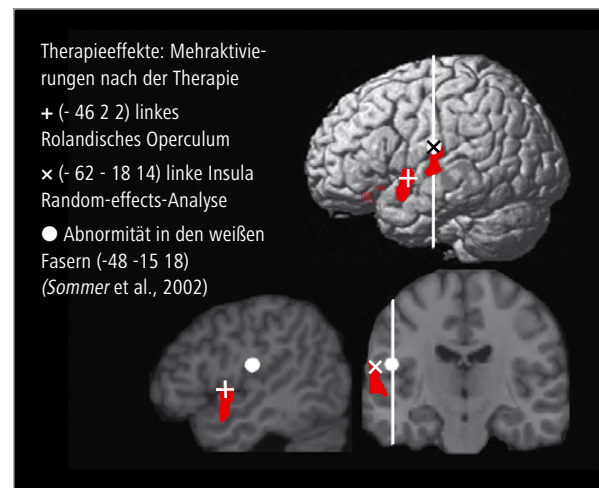 Therapieeffekte: Mehraktivie-
rungen nach der Therapie
+ (- 46 2 2) linkes
Rolandisches Operculum
× (- 62 - 18 14) linke Insula
Random-effects-Analyse
● Abnormität in den weißen
Fasern (-48 -15 18)
(Sommer et al., 2002)